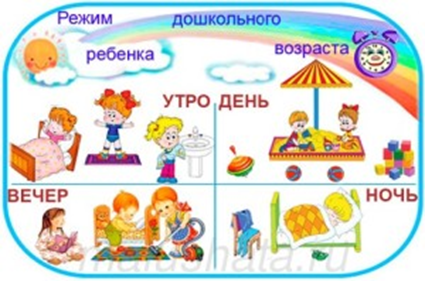 Режим дошкольного
ребенка возраста
УТРО ДЕНЬ
ВЕЧЕР НОЧЬ